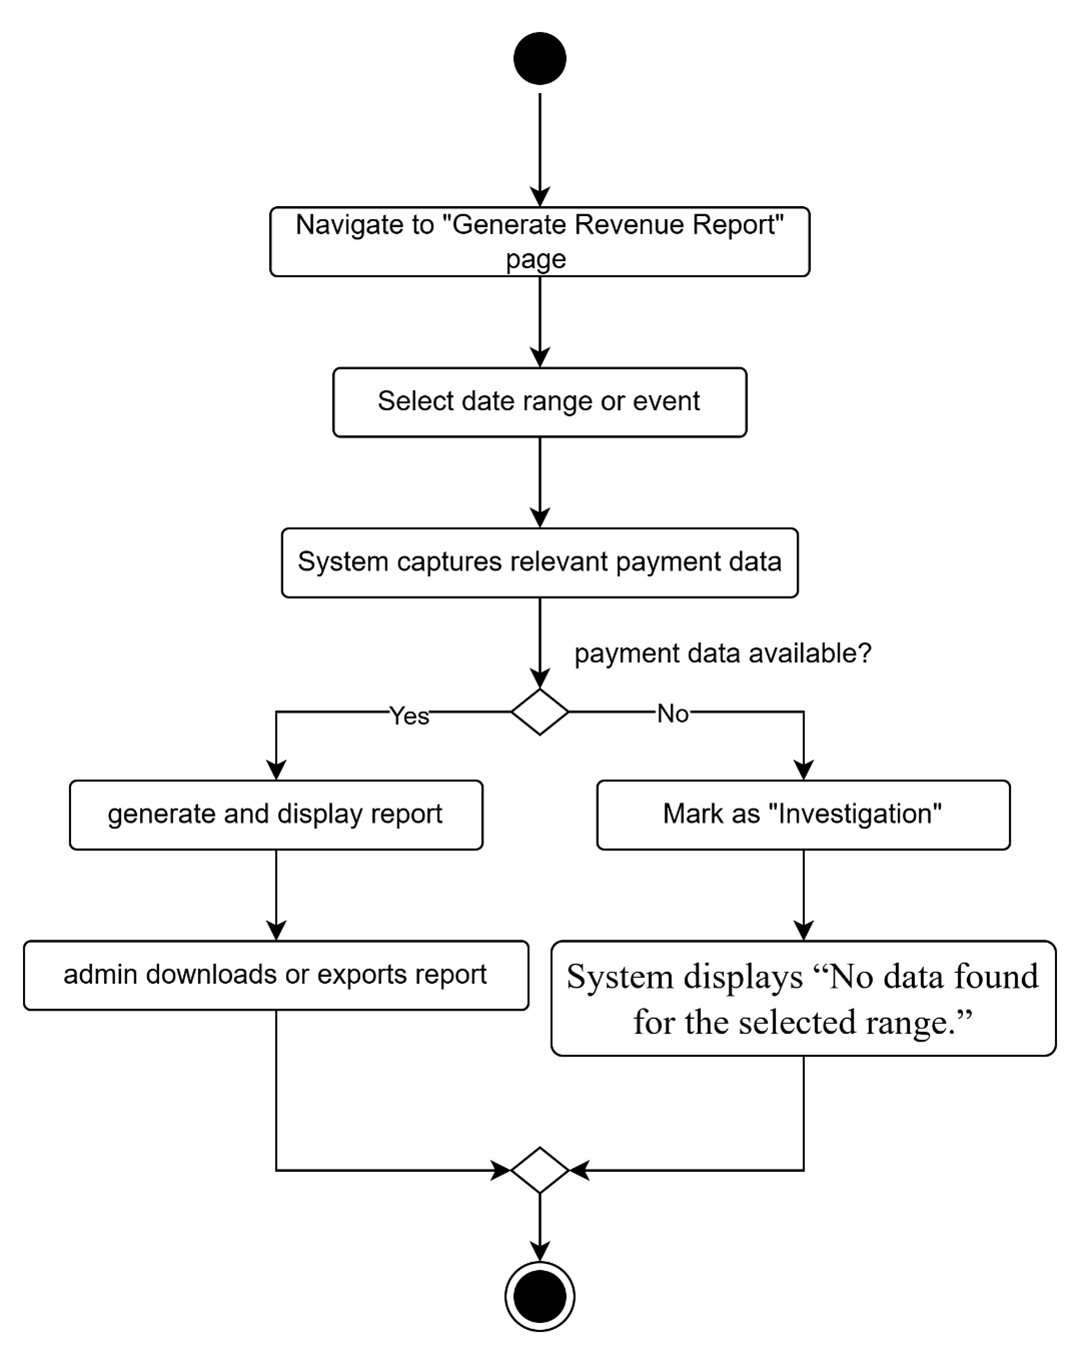 Navigate to "Generate Revenue Report"
page
Select date range or event
System captures relevant payment data
payment data available?
Yes
No
generate and display report
Mark as "Investigation"
admin downloads or exports report
System displays “No data found
for the selected range.”